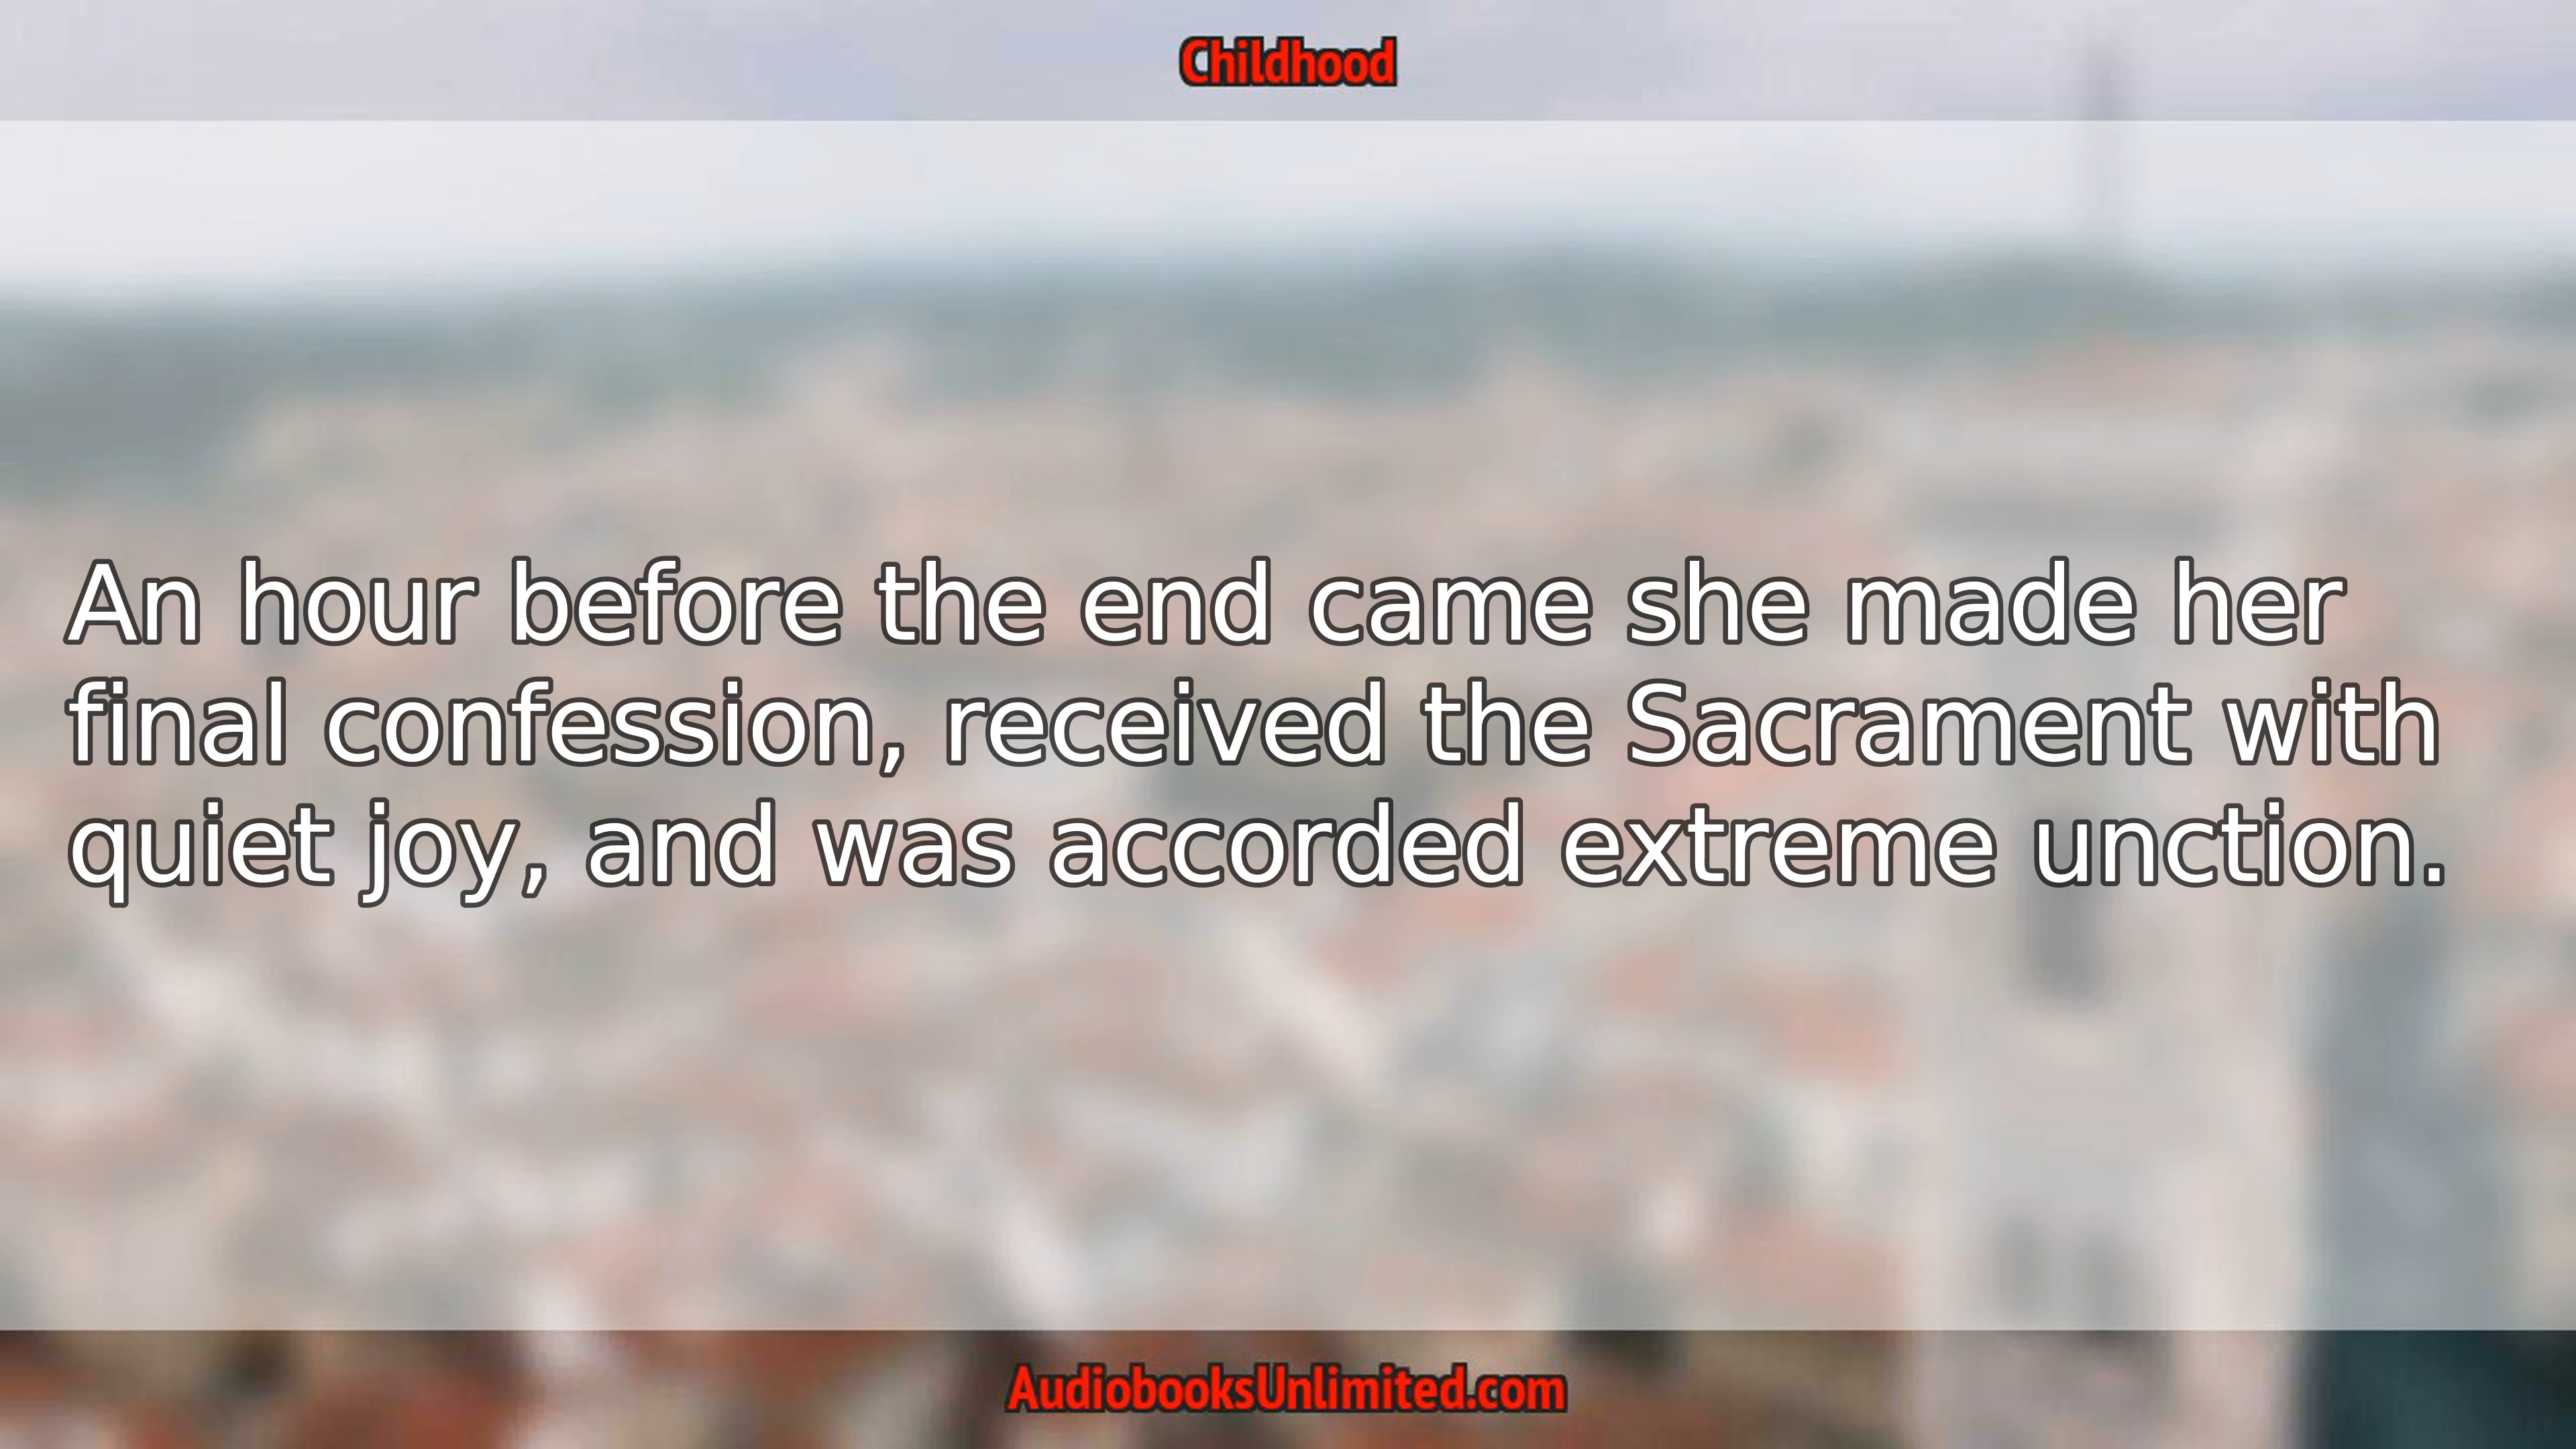 Childhood
An hour before the end came she made her
final confession, received the Sacrament with
quiet joy, and was accorded extreme unction.
AudiobooksUnlimited.com